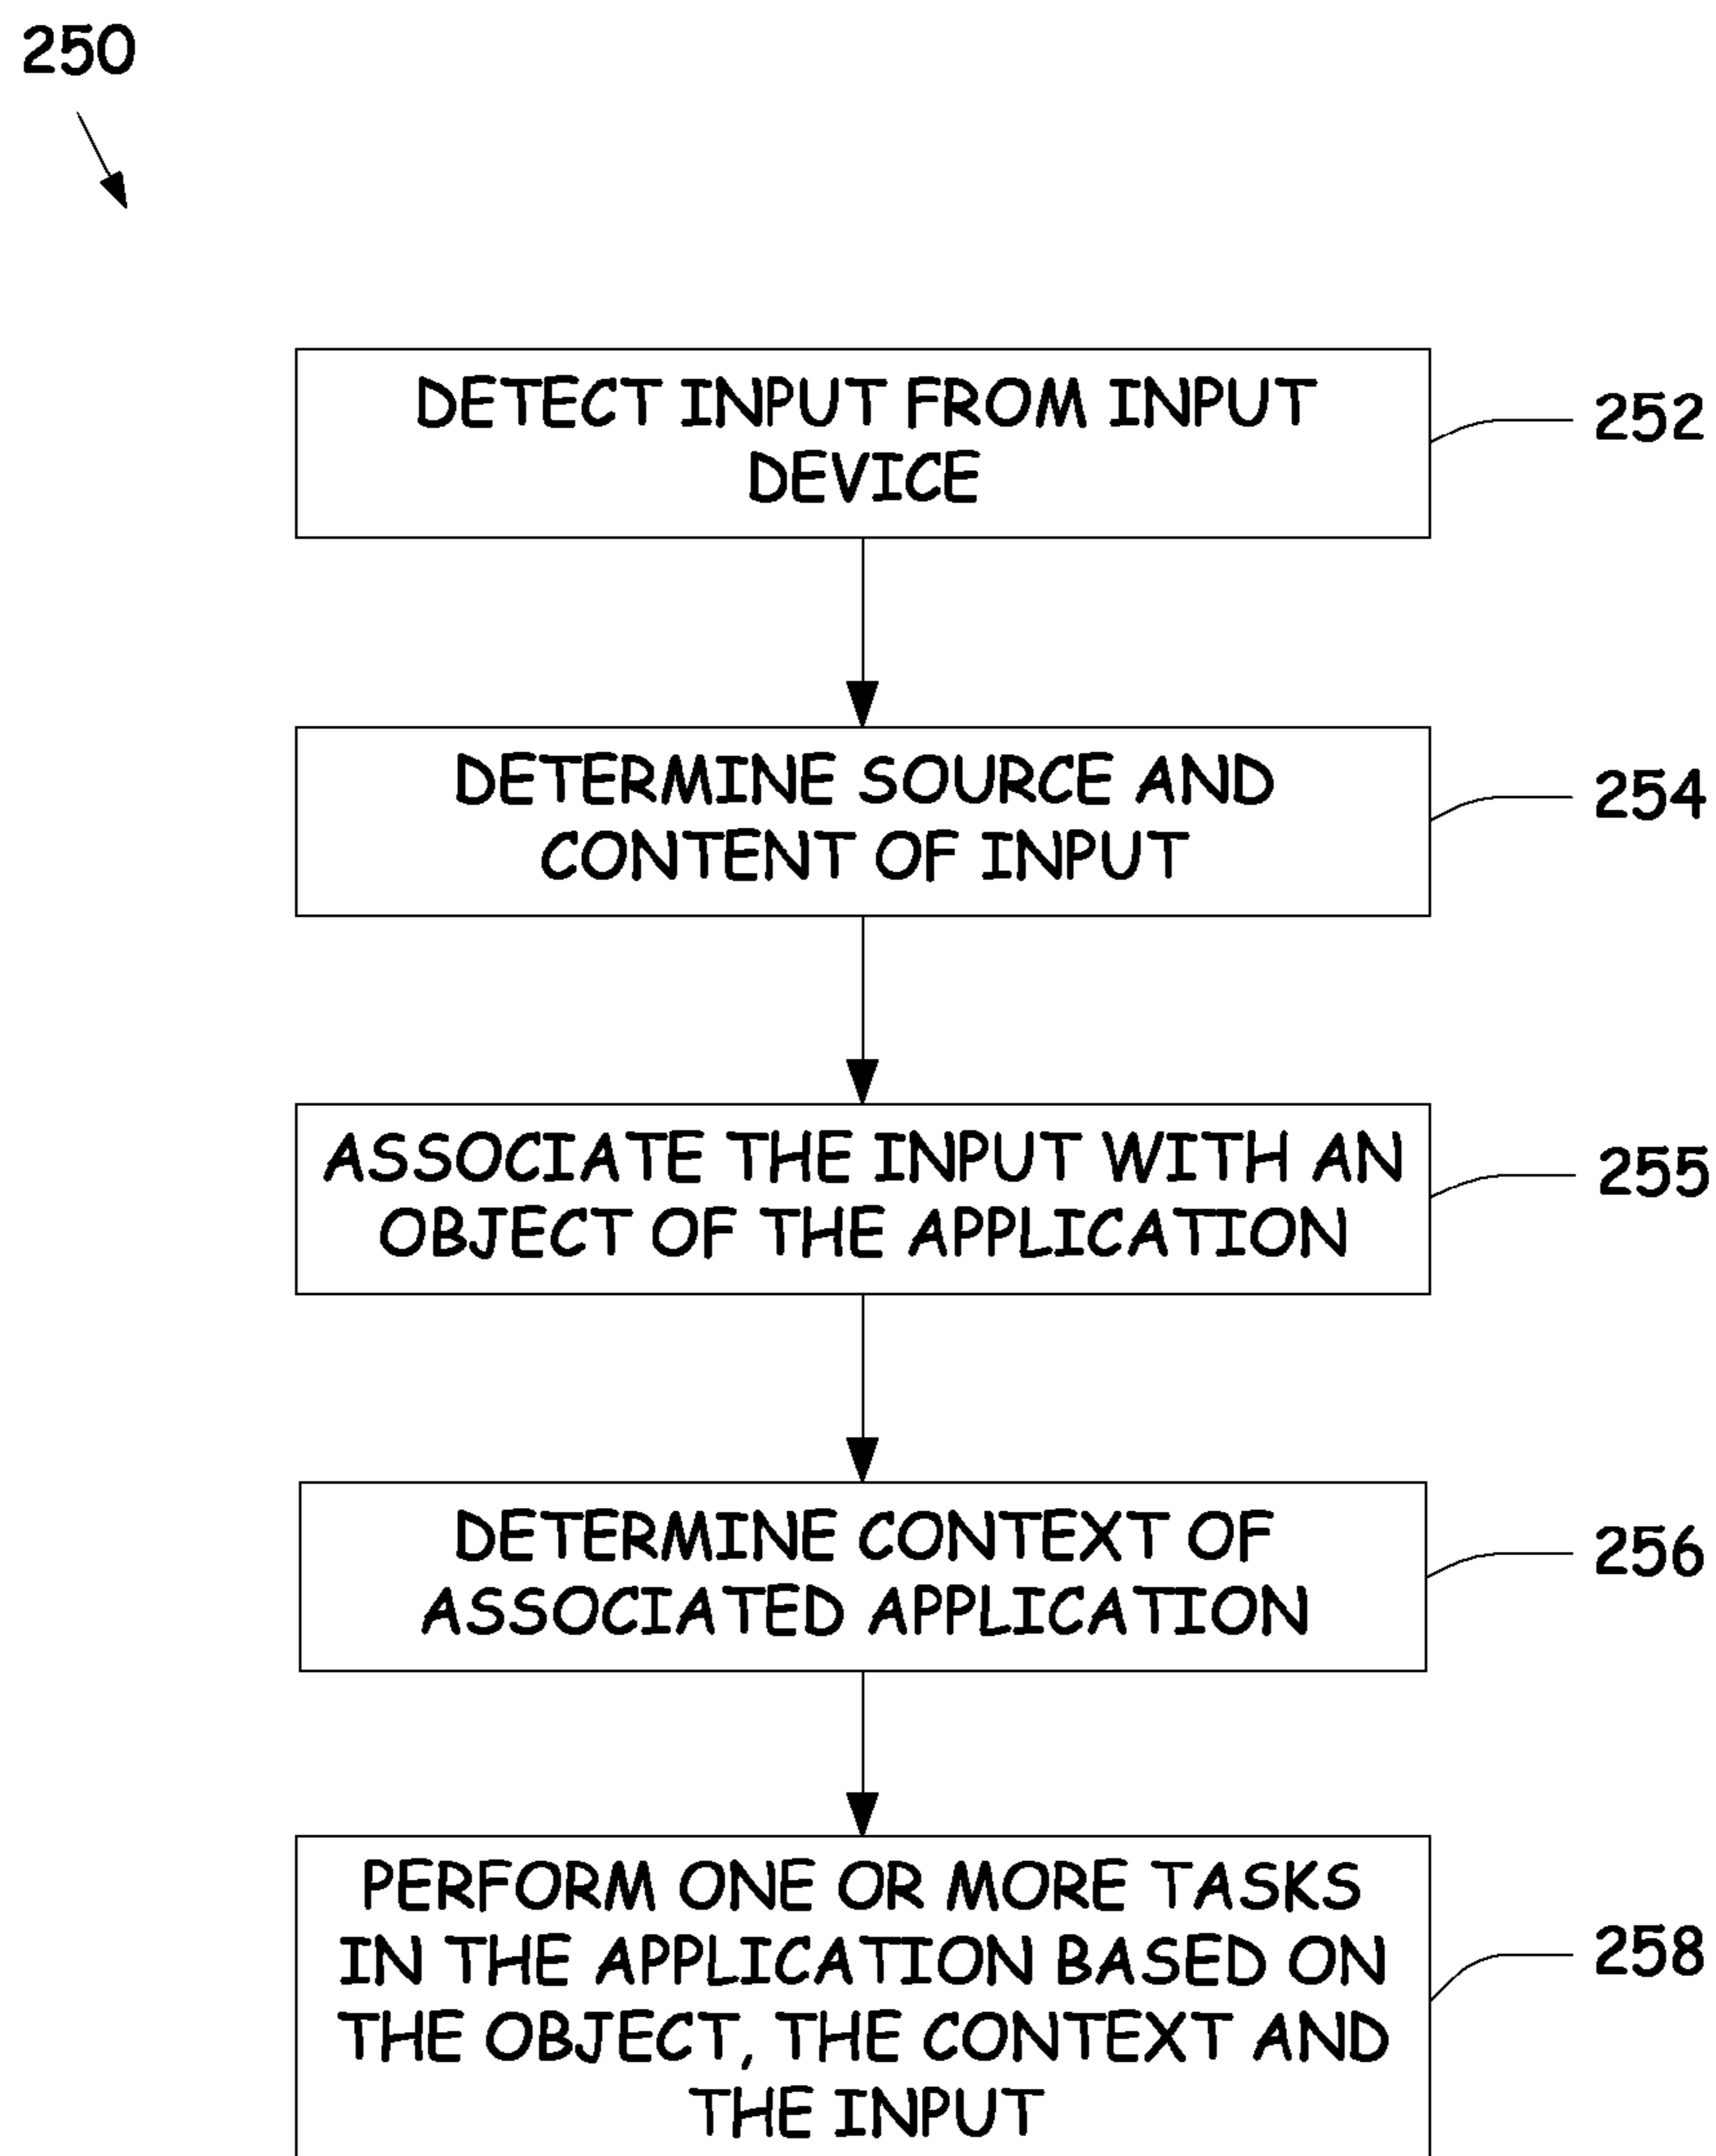 250
DETECT INPUT FROM INPUT
DEVICE
252
DETERMINE SOURCE AND
CONTENT OF INPUT
254
ASSOCIATE THE INPUT WITH AN
OBJECT OF THE APPLICATION
255
DETERMINE CONTEXT OF
ASSOCIATED APPLICATION
256
PERFORM ONE OR MORE TASKS
IN THE APPLICATION BASED ON
THE OBJECT, THE CONTEXT AND
THE INPUT
258